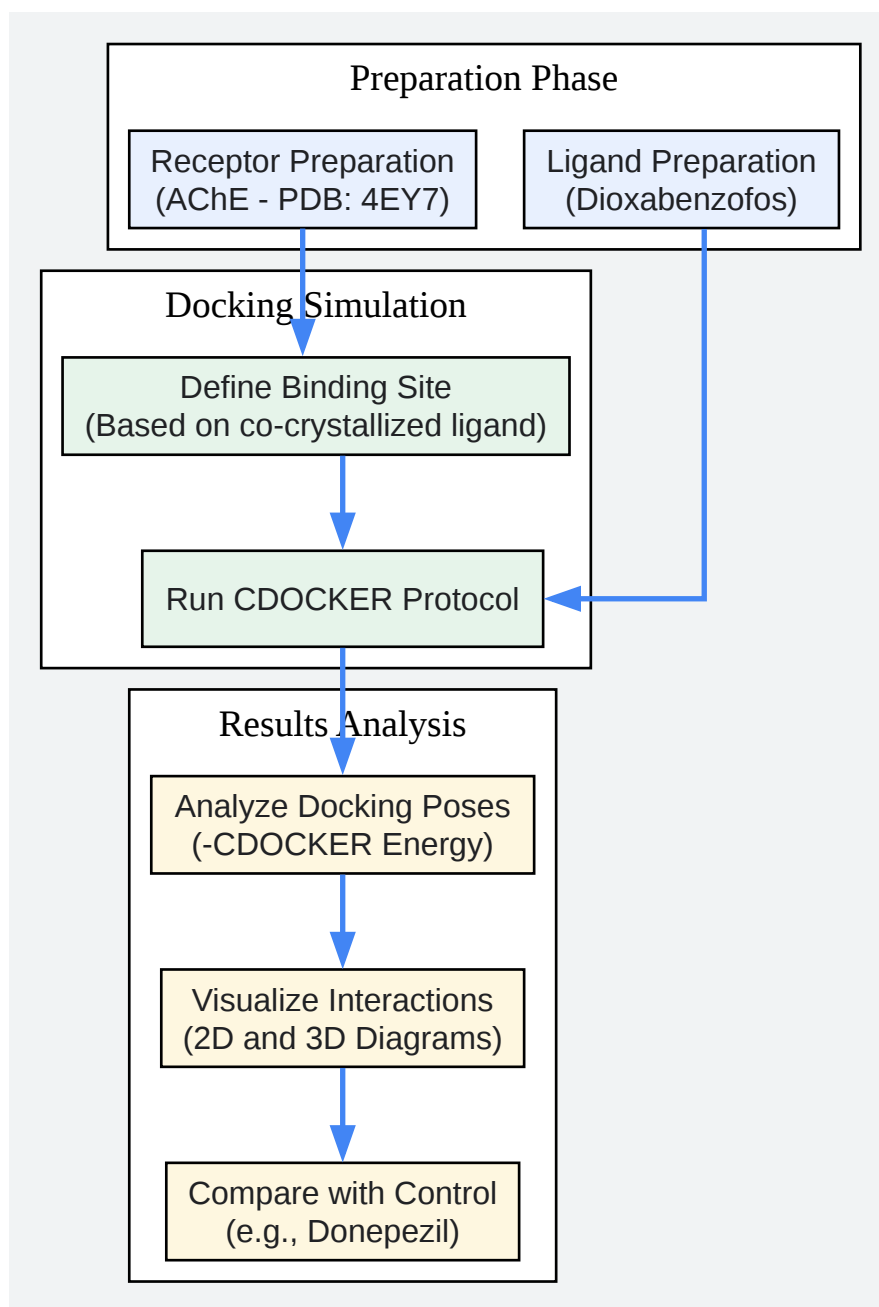 Preparation Phase
Receptor Preparation
(AChE - PDB: 4EY7)
Ligand Preparation
(Dioxabenzofos)
Docking Simulation
Define Binding Site
(Based on co-crystallized ligand)
Run CDOCKER Protocol
Results Analysis
Analyze Docking Poses
(-CDOCKER Energy)
Visualize Interactions
(2D and 3D Diagrams)
Compare with Control
(e.g., Donepezil)